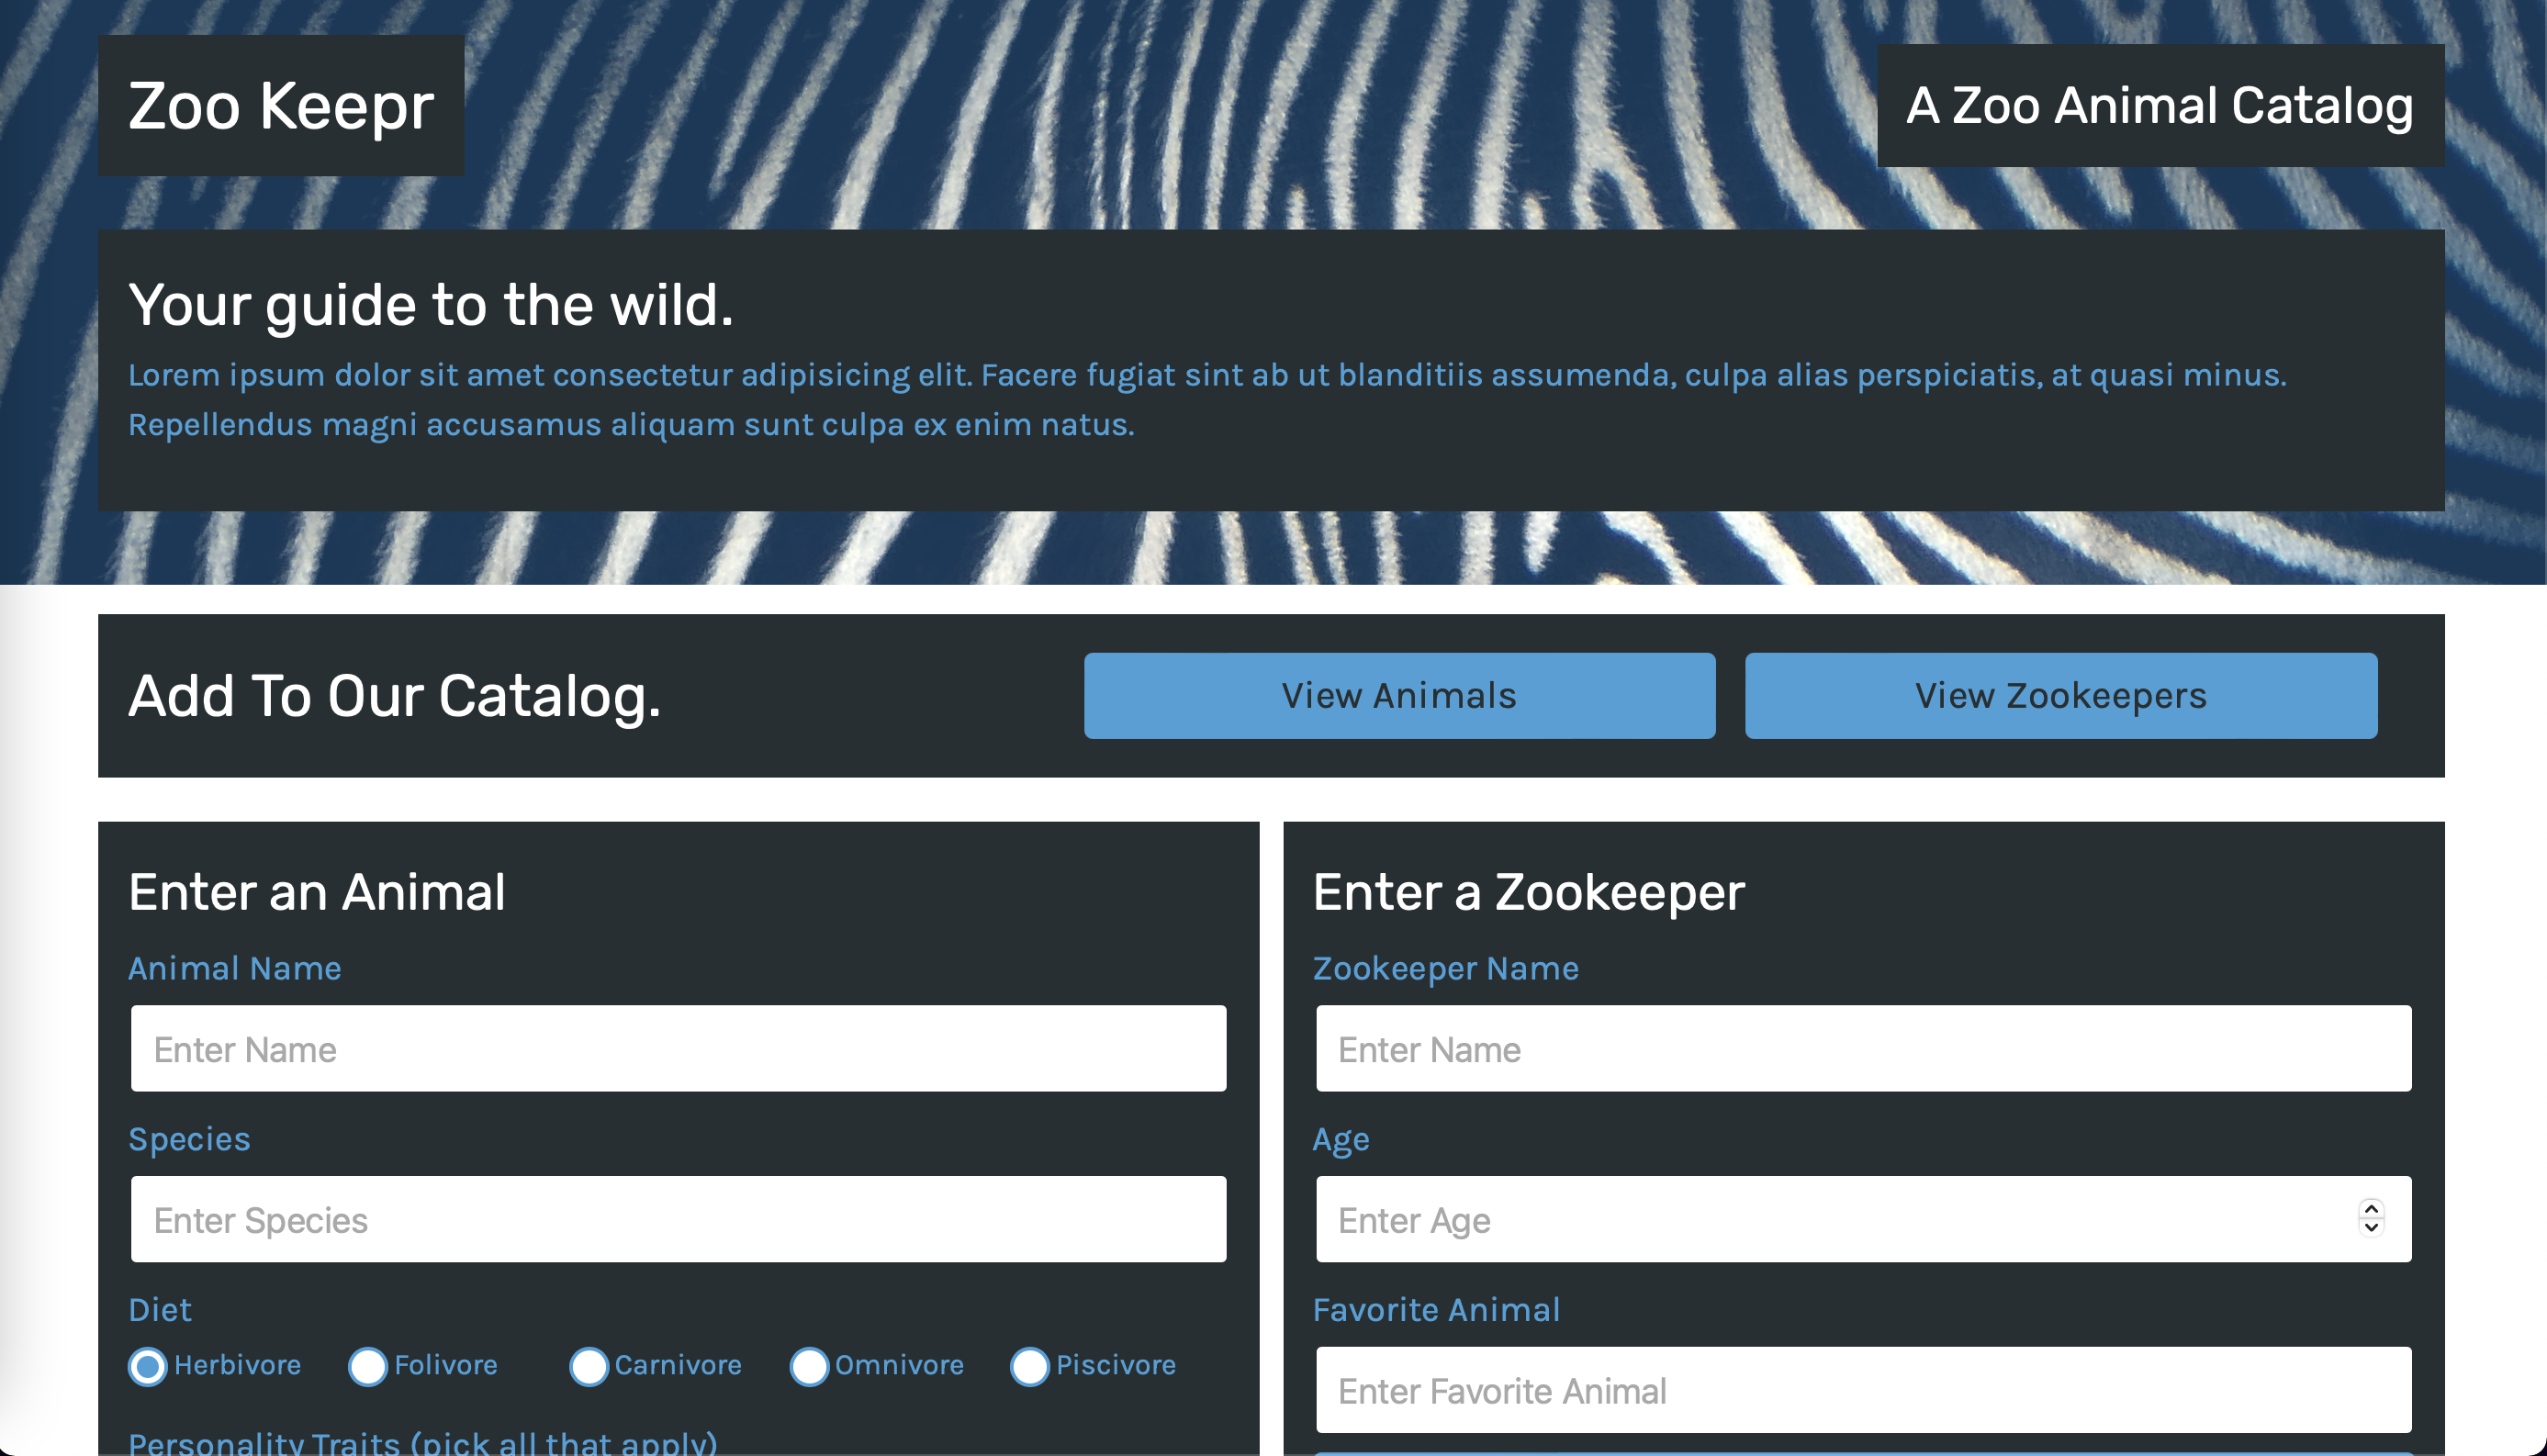 Zoo Keepr
A Zoo Animal Catalog
Your guide to the wild.
Lorem ipsum dolor sit amet consectetur adipisicing elit. Facere fugiat sint ab ut blanditiis assumenda, culpa alias perspiciatis, at quasi minus.
Repellendus magni accusamus aliquam sunt culpa ex enim natus.
Add To Our Catalog.
View Animals
View Zookeepers
Enter an Animal
Animal Name
Enter Name
Species
Enter Species
Diet
Herbivore Folivore Carnivore Omnivore Piscivore
Personality Traits (pick all that apply)
Enter a Zookeeper
Zookeeper Name
Enter Name
Age
Enter Age
Favorite Animal
Enter Favorite Animal